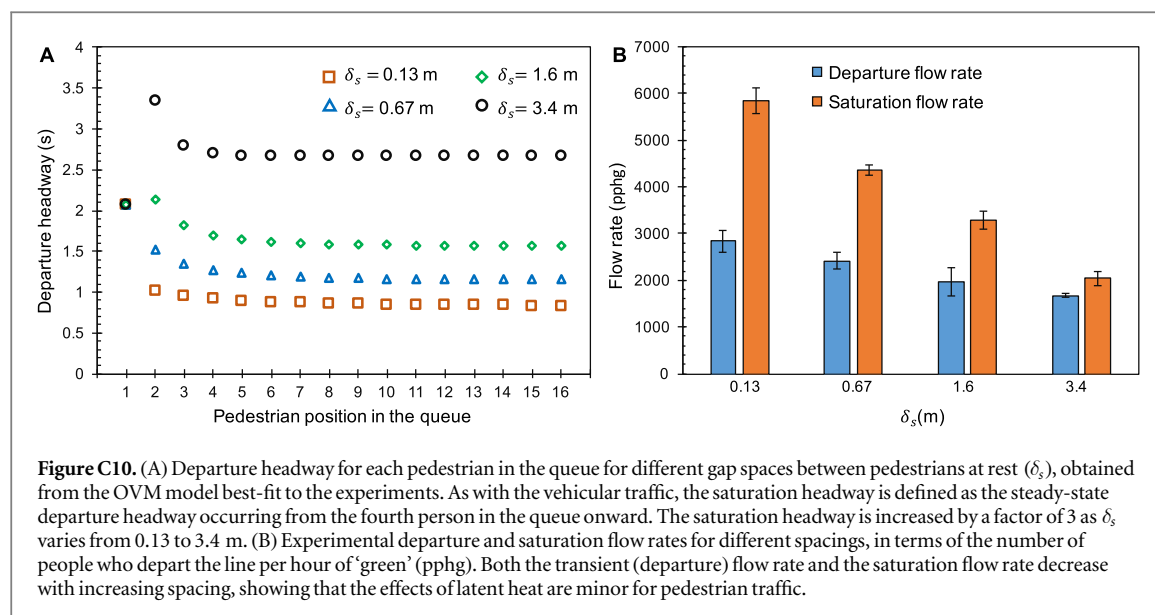 A
4
3.5
3
2.5
2
1.5
1
0.5
0
Departure headway (s)
δs = 0.13 m
δs = 1.6 m
δs = 0.67 m
δs = 3.4 m
1 2 3 4 5 6 7 8 9 10 11 12 13 14 15 16
Pedestrian position in the queue
B
7000
6000
5000
4000
3000
2000
1000
0
Flow rate (pphg)
Departure flow rate
Saturation flow rate
0.13 0.67 1.6 3.4
δs(m)
Figure C10. (A) Departure headway for each pedestrian in the queue for different gap spaces between pedestrians at rest (δs), obtained
from the OVM model best-fit to the experiments. As with the vehicular traffic, the saturation headway is defined as the steady-state
departure headway occurring from the fourth person in the queue onward. The saturation headway is increased by a factor of 3 as δs
varies from 0.13 to 3.4 m. (B) Experimental departure and saturation flow rates for different spacings, in terms of the number of
people who depart the line per hour of ‘green’ (pphg). Both the transient (departure) flow rate and the saturation flow rate decrease
with increasing spacing, showing that the effects of latent heat are minor for pedestrian traffic.